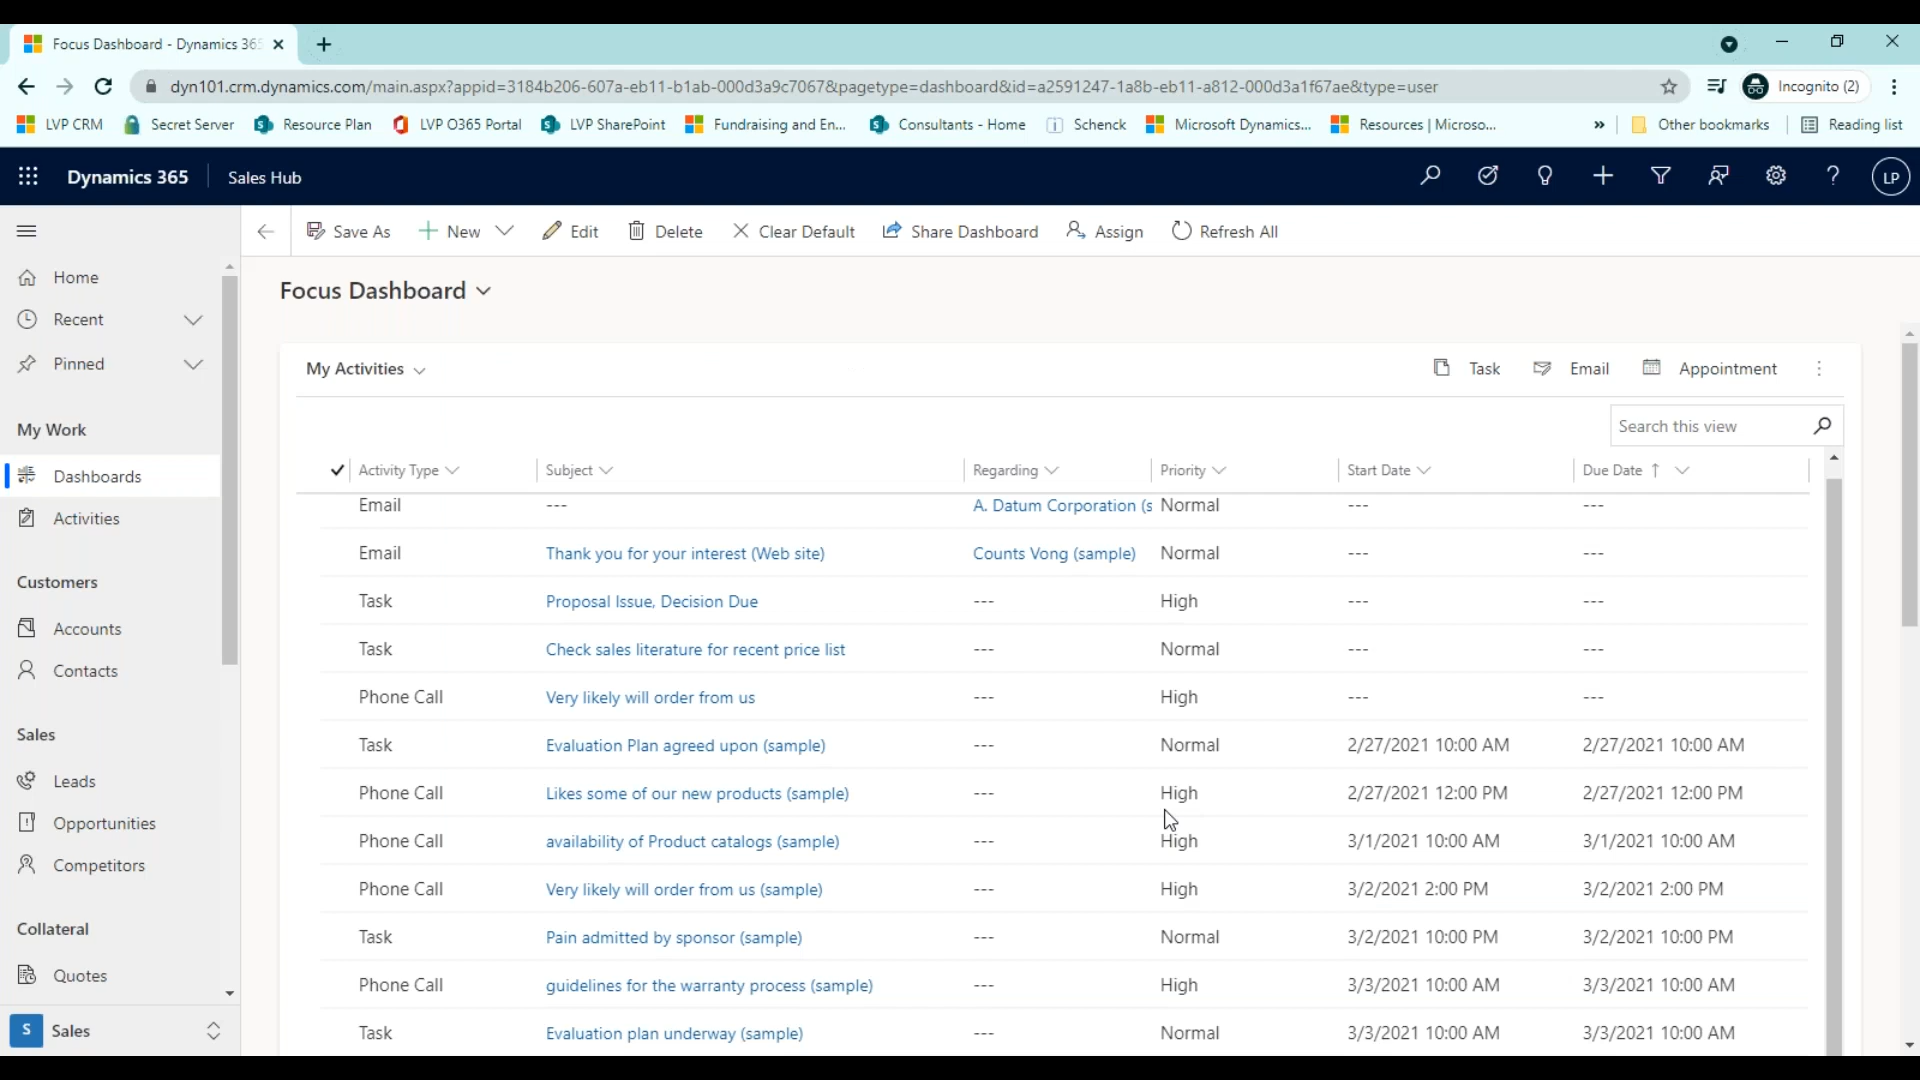 Focus Dashboard - Dynamics 365
dyn101.crm.dynamics.com/main.aspx?appid=3184b206-607a-eb11-b1ab-000d3a9c7067&pagetype=dashboard&id=a2591247-1a8b-eb11-a812-000d3a1f67ae&type=user
Incognito (2)
LVP CRM
Secret Server
Resource Plan
LVP O365 Portal
LVP SharePoint
Fundraising and En...
Consultants - Home
Schenck
Microsoft Dynamics...
Resources | Microso...
»
Other bookmarks
Reading list
Dynamics 365
Sales Hub
LP
Save As
New
Edit
Delete
Clear Default
Share Dashboard
Assign
Refresh All
Home
Recent
Pinned
My Work
Dashboards
Activities
Customers
Accounts
Contacts
Sales
Leads
Opportunities
Competitors
Collateral
Quotes
S Sales
Focus Dashboard
My Activities
Task
Email
Appointment
Search this view
Activity Type Subject Regarding Priority Start Date Due Date ↑
Email --- A. Datum Corporation (s Normal --- ---
Email Thank you for your interest (Web site) Counts Vong (sample) Normal --- ---
Task Proposal Issue, Decision Due --- High --- ---
Task Check sales literature for recent price list --- Normal --- ---
Phone Call Very likely will order from us --- High --- ---
Task Evaluation Plan agreed upon (sample) --- Normal 2/27/2021 10:00 AM 2/27/2021 10:00 AM
Phone Call Likes some of our new products (sample) --- High 2/27/2021 12:00 PM 2/27/2021 12:00 PM
Phone Call availability of Product catalogs (sample) --- High 3/1/2021 10:00 AM 3/1/2021 10:00 AM
Phone Call Very likely will order from us (sample) --- High 3/2/2021 2:00 PM 3/2/2021 2:00 PM
Task Pain admitted by sponsor (sample) --- Normal 3/2/2021 10:00 PM 3/2/2021 10:00 PM
Phone Call guidelines for the warranty process (sample) --- High 3/3/2021 10:00 AM 3/3/2021 10:00 AM
Task Evaluation plan underway (sample) --- Normal 3/3/2021 10:00 AM 3/3/2021 10:00 AM